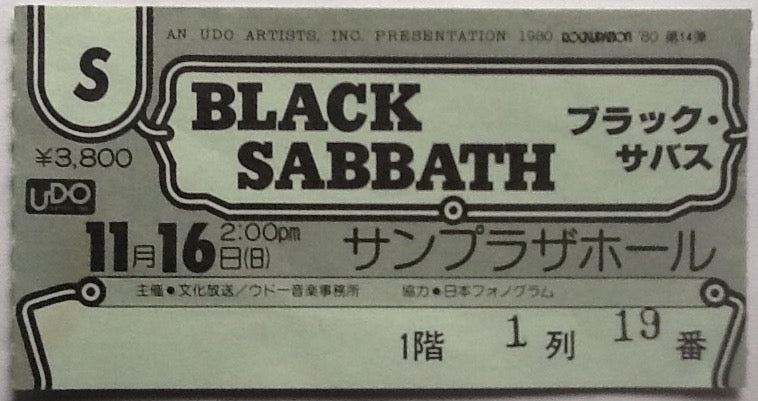 AN UDO ARTISTS, INC. PRESENTATION 1980 ROCKUPATION '80 第14弾
S
BLACK
SABBATH
ブラック・
サバス
¥3,800
UDO
11月16日(日) 2:00pm サンプラザホール
主催●文化放送/ウドー音楽事務所 協力●日本フォノグラム
1階 1列 19番